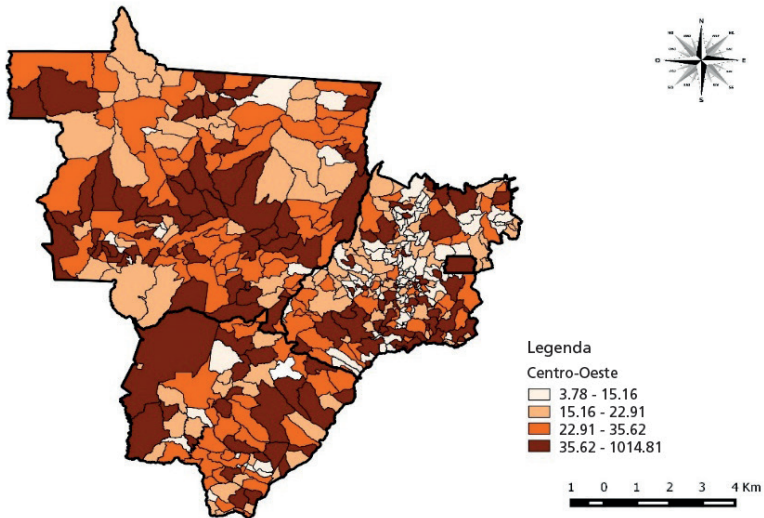 N
O
E
S
Legenda
Centro-Oeste
3.78 - 15.16
15.16 - 22.91
22.91 - 35.62
35.62 - 1014.81
1 0 1 2 3 4 Km